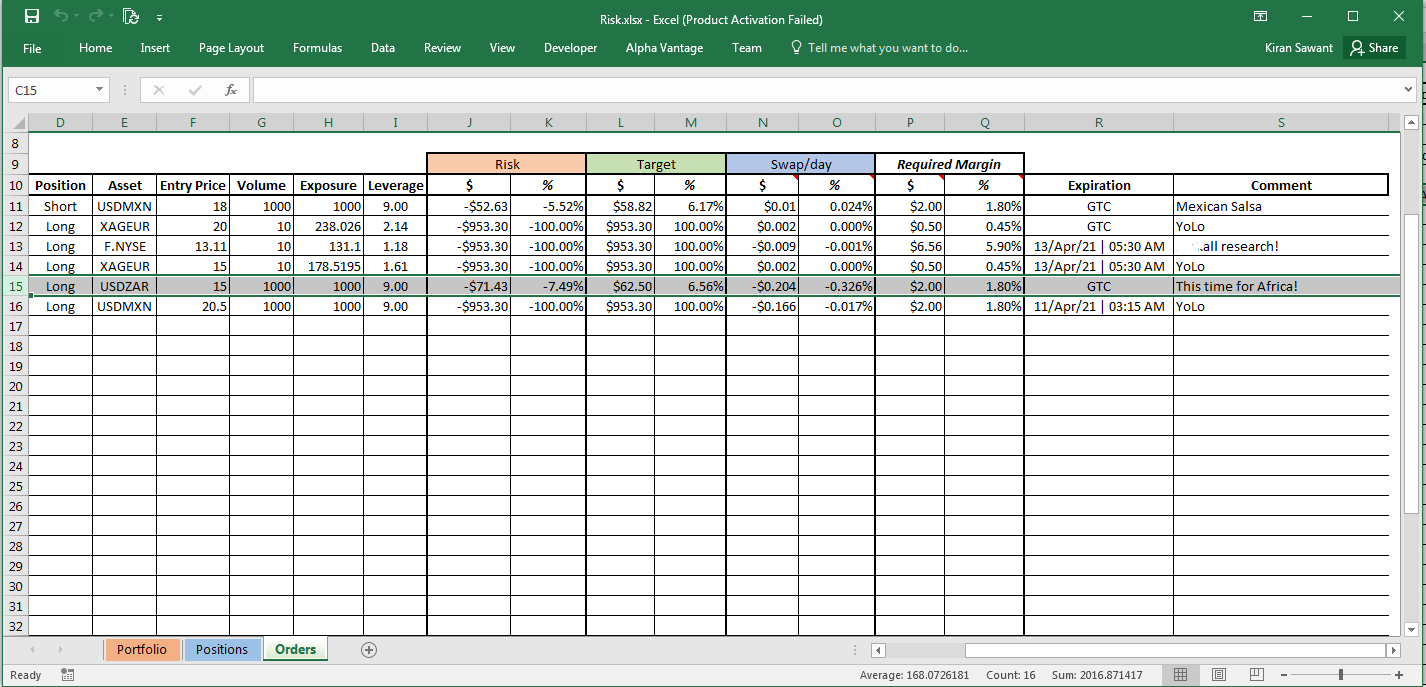 Risk.xlsx - Excel (Product Activation Failed)
File Home Insert Page Layout Formulas Data Review View Developer Alpha Vantage Team Tell me what you want to do... Kiran Sawant Share
C15 fx
D E F G H I J K L M N O P Q R S
8
9 Risk Target Swap/day Required Margin
10 Position Asset Entry Price Volume Exposure Leverage $ % $ % $ % $ % Expiration Comment
11 Short USDMXN 18 1000 1000 9.00 -$52.63 -5.52% $58.82 6.17% $0.01 0.024% $2.00 1.80% GTC Mexican Salsa
12 Long XAGEUR 20 10 238.026 2.14 -$953.30 -100.00% $953.30 100.00% $0.002 0.000% $0.50 0.45% GTC YoLo
13 Long F.NYSE 13.11 10 131.1 1.18 -$953.30 -100.00% $953.30 100.00% -$0.009 -0.001% $6.56 5.90% 13/Apr/21 | 05:30 AM all research!
14 Long XAGEUR 15 10 178.5195 1.61 -$953.30 -100.00% $953.30 100.00% $0.002 0.000% $0.50 0.45% 13/Apr/21 | 05:30 AM YoLo
15 Long USDZAR 15 1000 1000 9.00 -$71.43 -7.49% $62.50 6.56% -$0.204 -0.326% $2.00 1.80% GTC This time for Africa!
16 Long USDMXN 20.5 1000 1000 9.00 -$953.30 -100.00% $953.30 100.00% -$0.166 -0.017% $2.00 1.80% 11/Apr/21 | 03:15 AM YoLo
17
18
19
20
21
22
23
24
25
26
27
28
29
30
31
32
Portfolio Positions Orders
Ready Average: 168.0726181 Count: 16 Sum: 2016.871417